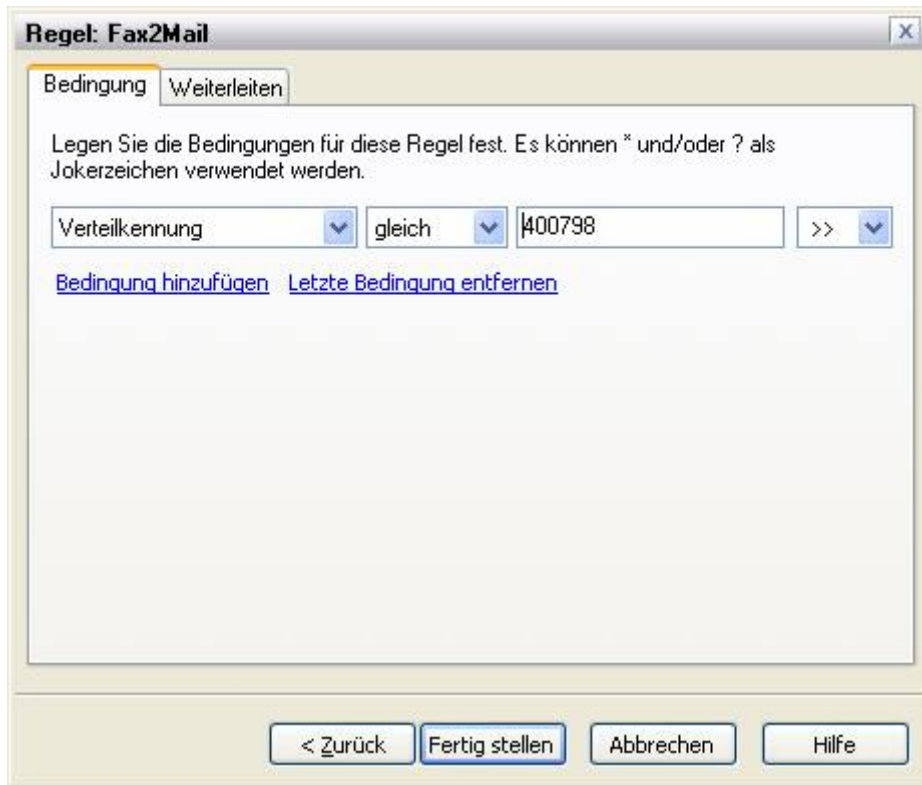 Regel: Fax2Mail
Bedingung Weiterleiten
Legen Sie die Bedingungen für diese Regel fest. Es können * und/oder ? als
Jokerzeichen verwendet werden.
Verteilkennung gleich 400798 >>
Bedingung hinzufügen Letzte Bedingung entfernen
< Zurück Fertig stellen Abbrechen Hilfe